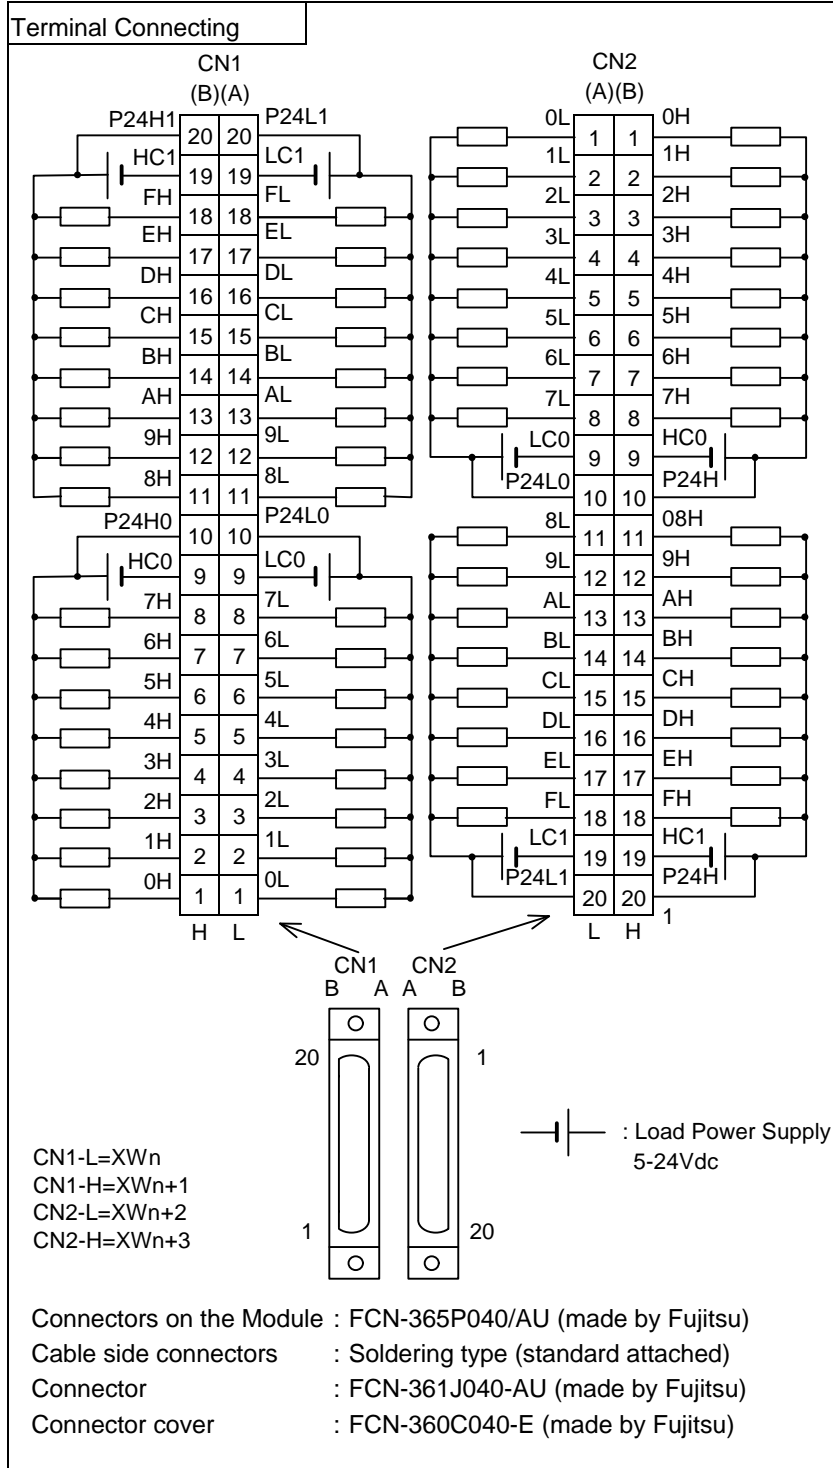 Terminal Connecting
CN1
(B)(A)
P24H1 20 20 P24L1
HC1 19 19 LC1
FH 18 18 FL
EH 17 17 EL
DH 16 16 DL
CH 15 15 CL
BH 14 14 BL
AH 13 13 AL
9H 12 12 9L
8H 11 11 8L
P24H0 10 10 P24L0
HC0 9 9 LC0
7H 8 8 7L
6H 7 7 6L
5H 6 6 5L
4H 5 5 4L
3H 4 4 3L
2H 3 3 2L
1H 2 2 1L
0H 1 1 0L
H L
CN2
(A)(B)
0L 1 1 0H
1L 2 2 1H
2L 3 3 2H
3L 4 4 3H
4L 5 5 4H
5L 6 6 5H
6L 7 7 6H
7L 8 8 7H
LC0 9 9 HC0
P24L0 10 10 P24H
8L 11 11 08H
9L 12 12 9H
AL 13 13 AH
BL 14 14 BH
CL 15 15 CH
DL 16 16 DH
EL 17 17 EH
FL 18 18 FH
LC1 19 19 HC1
P24L1 20 20 P24H
1
L H
CN1 CN2
B A A B
20 1
: Load Power Supply
5-24Vdc
CN1-L=XWn
CN1-H=XWn+1
CN2-L=XWn+2
CN2-H=XWn+3
1 20
Connectors on the Module : FCN-365P040/AU (made by Fujitsu)
Cable side connectors : Soldering type (standard attached)
Connector : FCN-361J040-AU (made by Fujitsu)
Connector cover : FCN-360C040-E (made by Fujitsu)